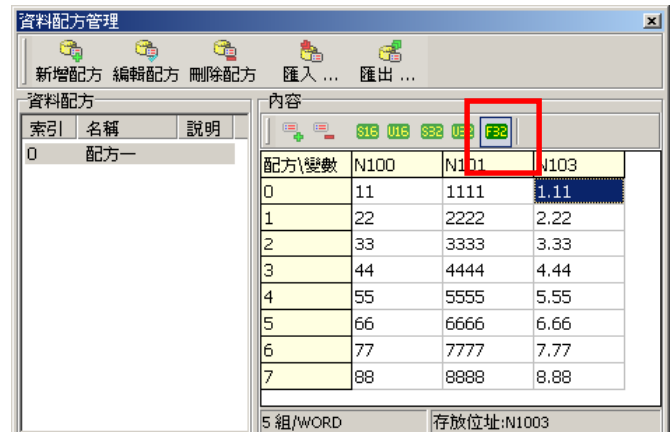 資料配方管理
新增配方 編輯配方 刪除配方 匯入 ... 匯出 ...
資料配方
索引 名稱 説明
0 配方一
內容
S16 U16 S32 U32 F32
配方\變數 N100 N101 N103
0 11 1111 1.11
1 22 2222 2.22
2 33 3333 3.33
3 44 4444 4.44
4 55 5555 5.55
5 66 6666 6.66
6 77 7777 7.77
7 88 8888 8.88
5 組/WORD 存放位址:N1003